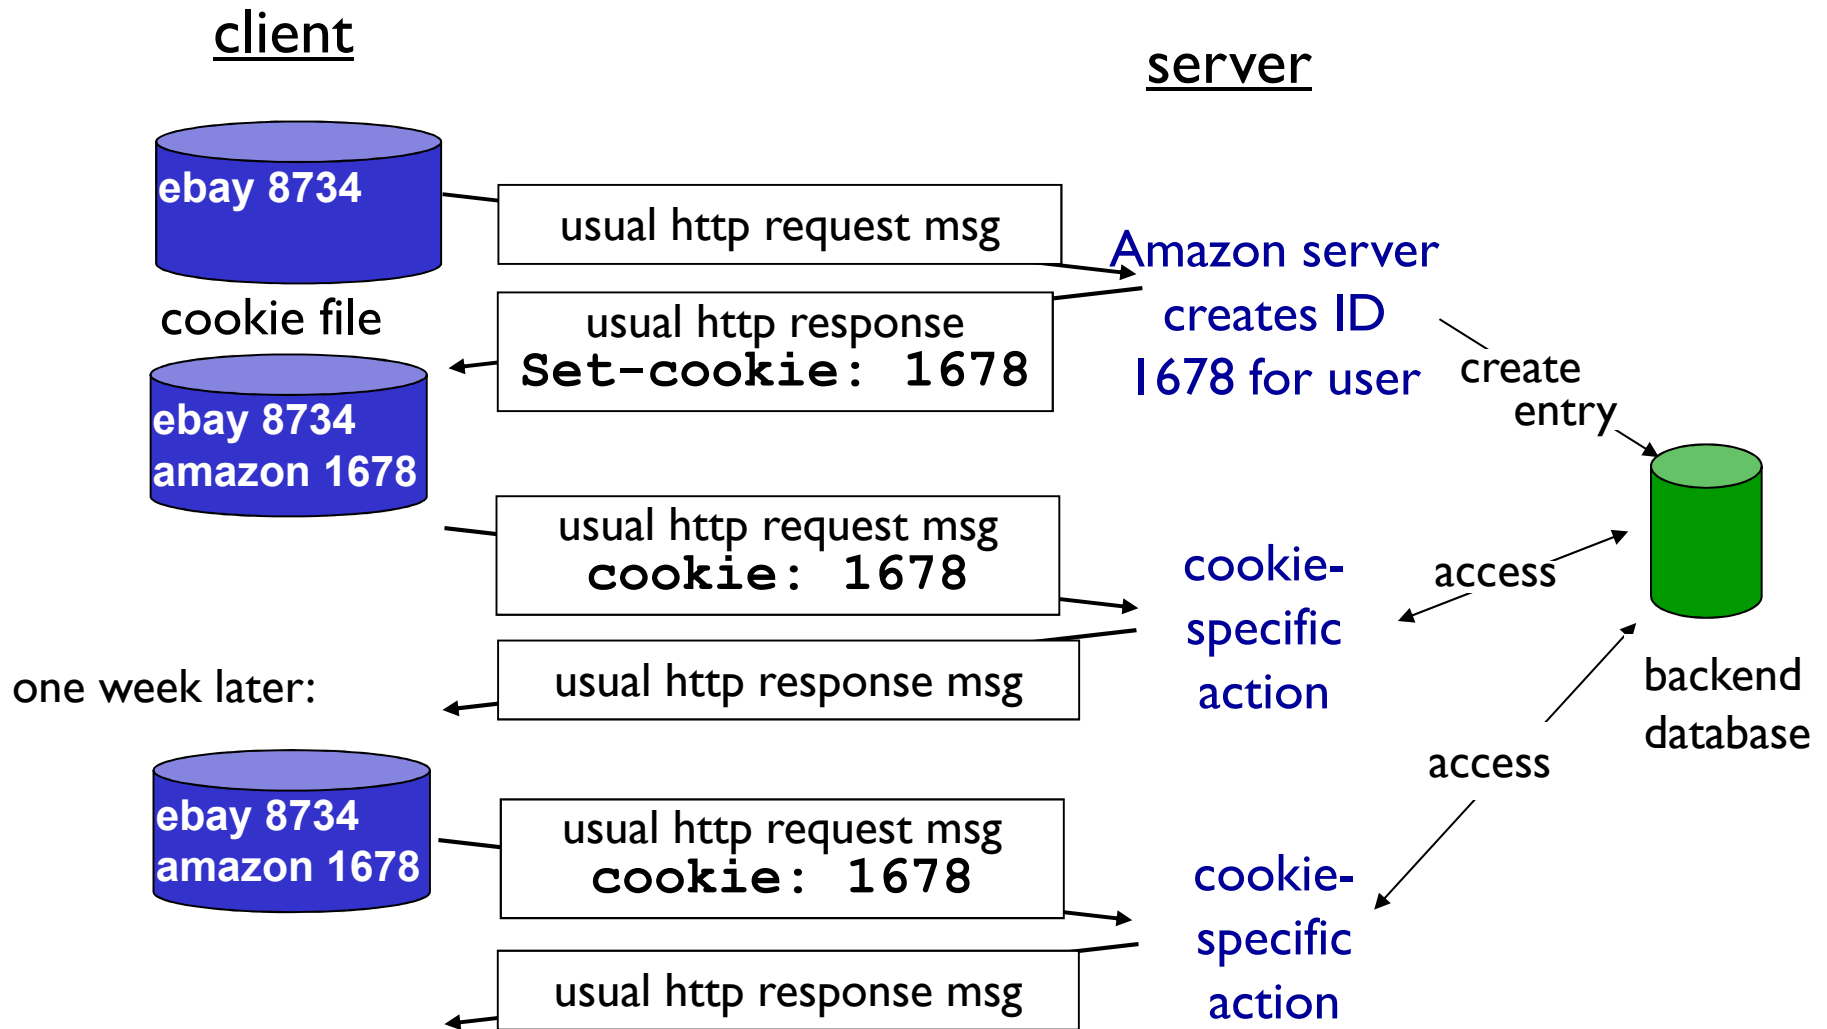 client
server
ebay 8734
usual http request msg
Amazon server
creates ID
1678 for user
cookie file
usual http response
Set-cookie: 1678
create
entry
ebay 8734
amazon 1678
usual http request msg
cookie: 1678
cookie-
specific
action
access
usual http response msg
one week later:
backend
database
access
ebay 8734
amazon 1678
usual http request msg
cookie: 1678
cookie-
specific
action
usual http response msg